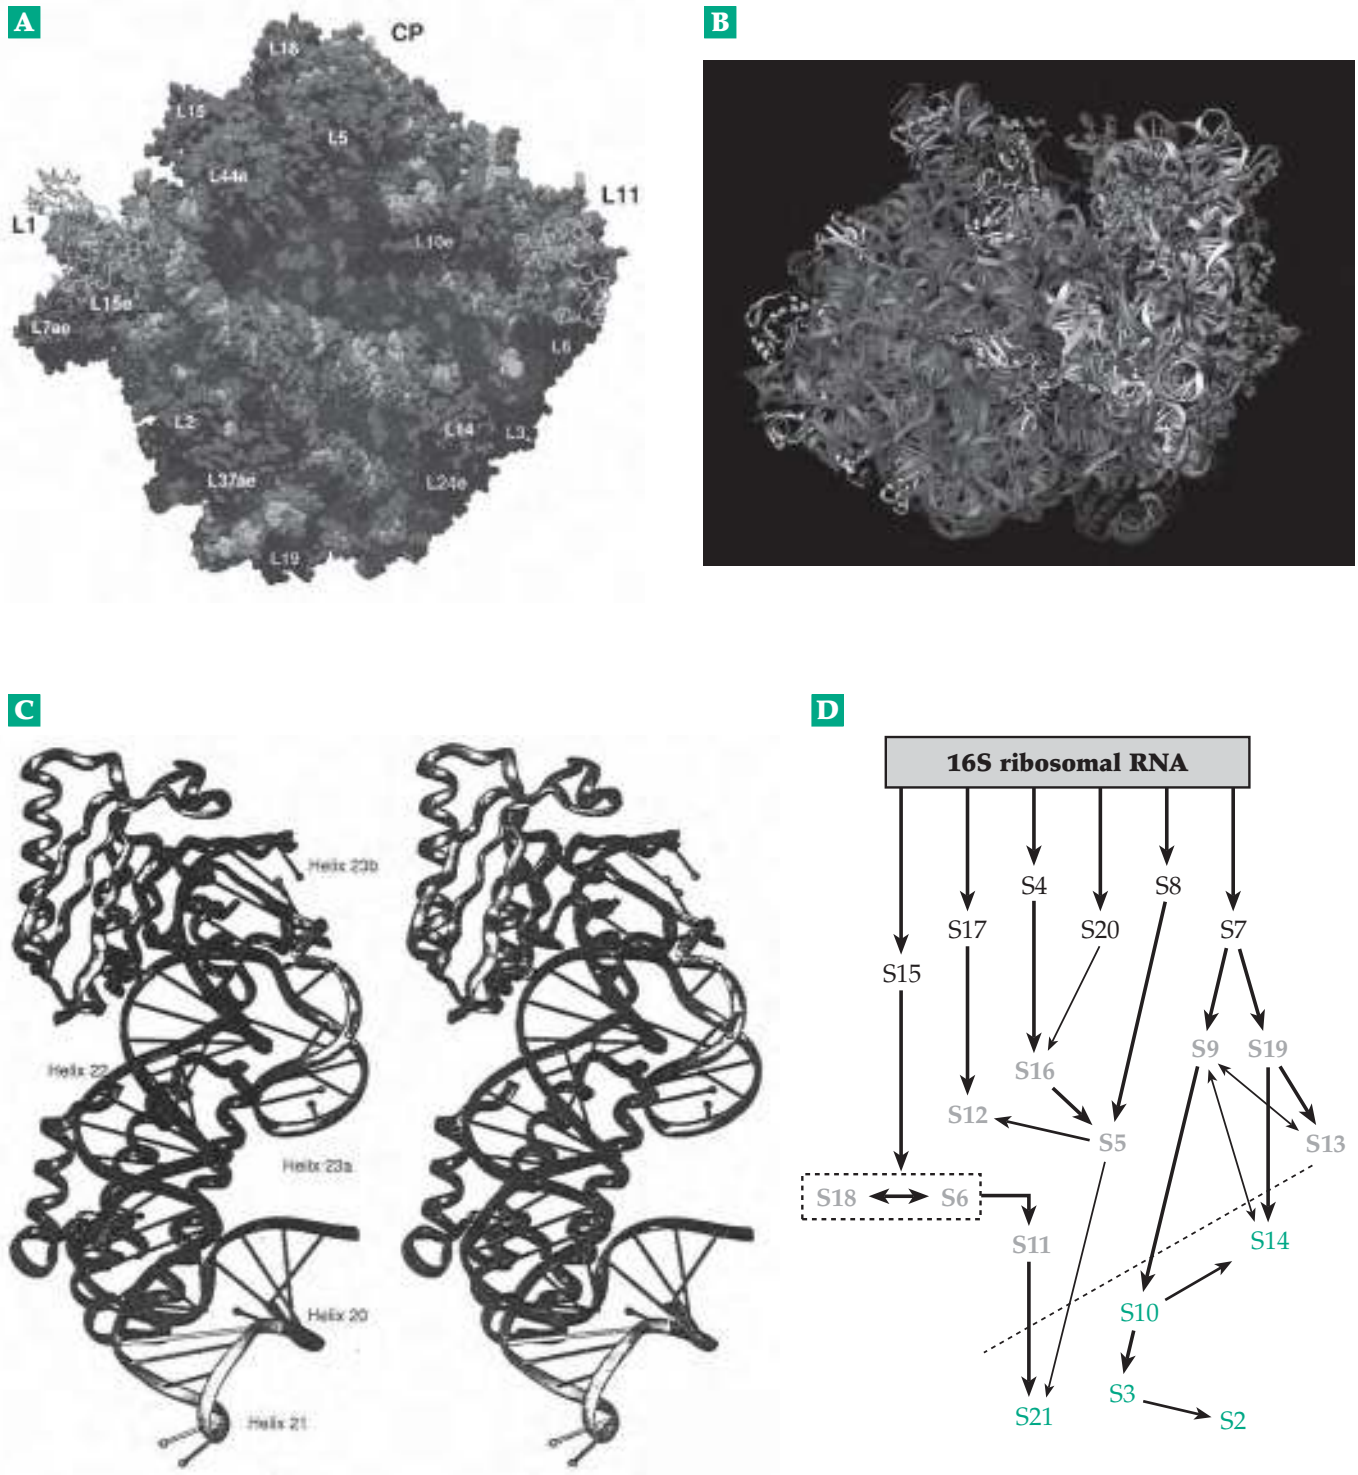 A
CP
L18
L15
L5
L44e
L11
L1
L10e
L15e
L7ae
L6
L2
L14
L3
L37ae
L24e
L19
B
C
Helix 23b
Helix 22
Helix 23a
Helix 20
Helix 21
D
16S ribosomal RNA
S4
S8
S17
S20
S7
S15
S9
S19
S16
S12
S5
S13
S18
S6
S11
S14
S10
S3
S21
S2